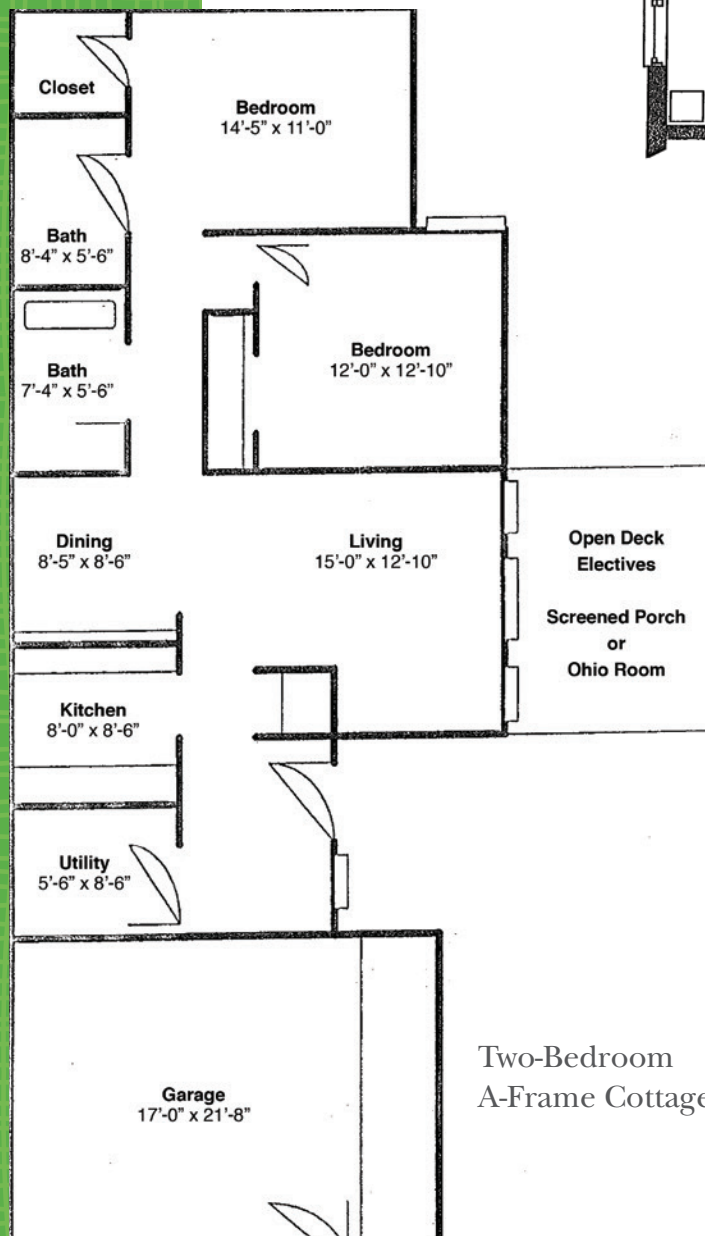 Closet
Bedroom
14’-5” x 11’-0”
Bath
8’-4” x 5’-6”
Bedroom
12’-0” x 12’-10”
Bath
7’-4” x 5’-6”
Dining
8’-5” x 8’-6”
Living
15’-0” x 12’-10”
Open Deck
Electives
Screened Porch
or
Ohio Room
Kitchen
8’-0” x 8’-6”
Utility
5’-6” x 8’-6”
Garage
17’-0” x 21’-8”
Two-Bedroom
A-Frame Cottage